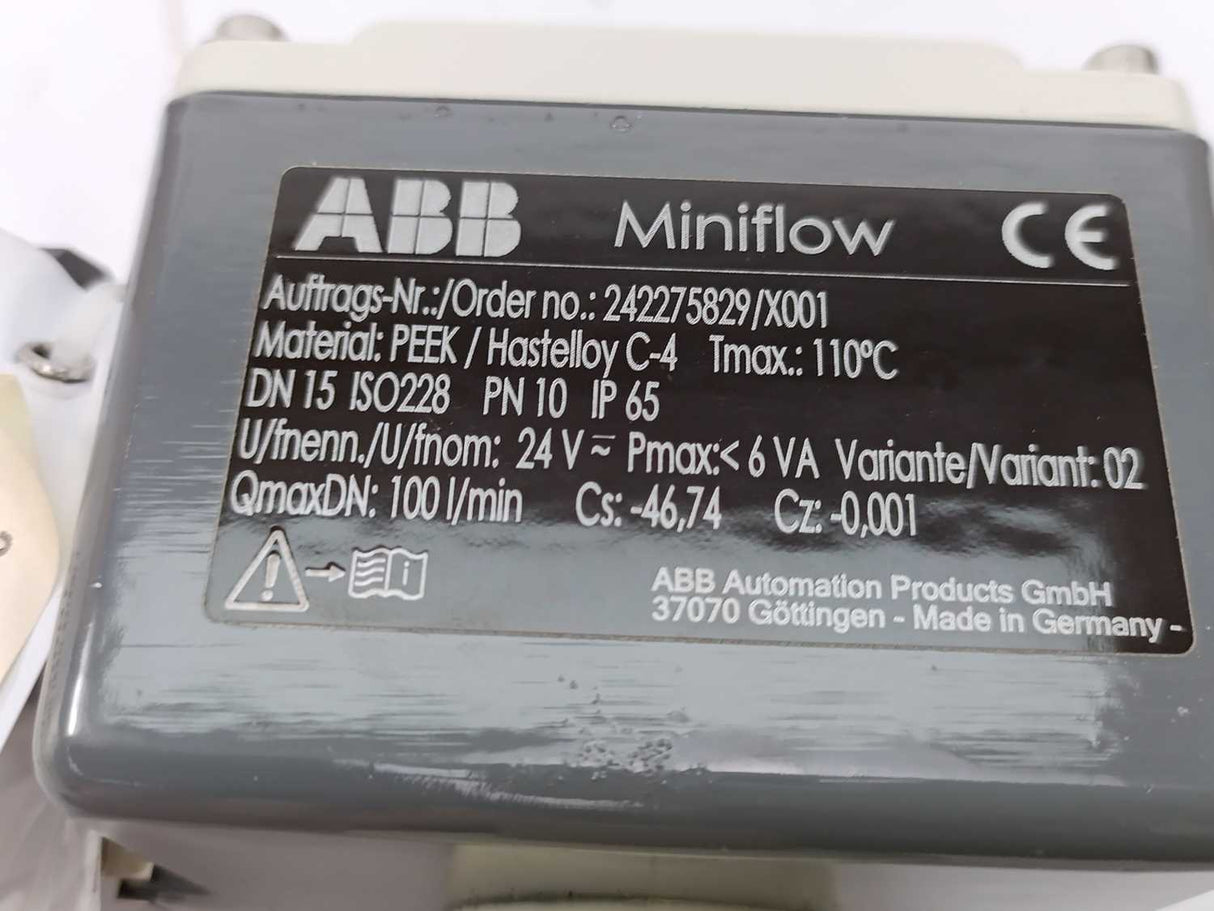 ABB Miniflow CE
Auftrags-Nr.:/Order no.: 242275829/X001
Material: PEEK / Hastelloy C-4 Tmax.: 110°C
DN 15 ISO228 PN 10 IP 65
U/fnenn./U/fnom: 24 V ≂ Pmax:< 6 VA Variante/Variant: 02
QmaxDN: 100 l/min Cs: -46,74 Cz: -0,001
ABB Automation Products GmbH
37070 Göttingen - Made in Germany -